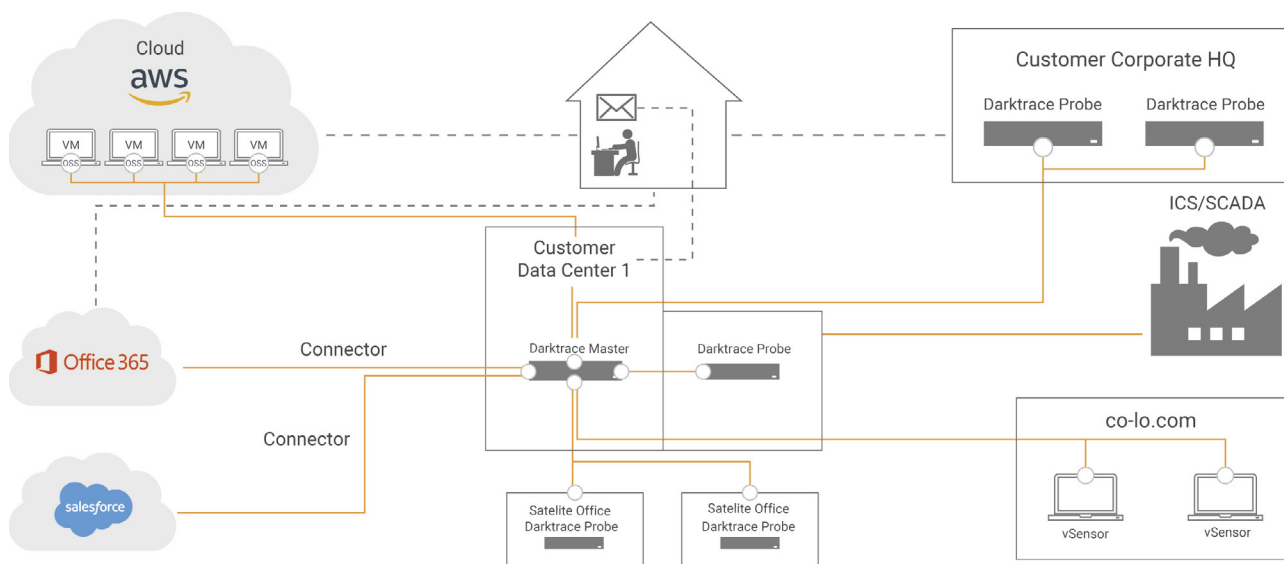 Cloud
aws
VM
VM
VM
VM
OSS
OSS
OSS
OSS
Customer Corporate HQ
Darktrace Probe
Darktrace Probe
ICS/SCADA
Customer
Data Center 1
Office 365
Connector
Darktrace Master
Darktrace Probe
Connector
salesforce
Satelite Office
Darktrace Probe
Satelite Office
Darktrace Probe
co-lo.com
vSensor
vSensor